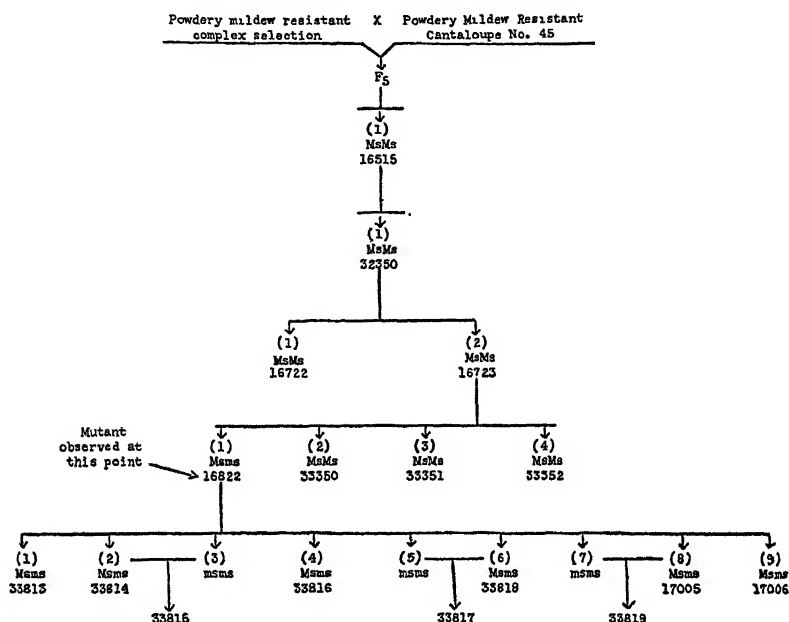 Powdery mildew resistant X Powdery Mildew Resistant
complex selection Cantaloupe No. 45
F5
(1)
MsMs
16515
(1)
MsMs
32350
(1) (2)
MsMs MsMs
16722 16723
Mutant
observed at
this point
(1) (2) (3) (4)
Msms MsMs MsMs MsMs
16822 33350 33351 33352
(1) (2) (3) (4) (5) (6) (7) (8) (9)
Msms Msms msms Msms msms Msms msms Msms Msms
33813 33814 33816 33818 17005 17006
33815 33817 33819